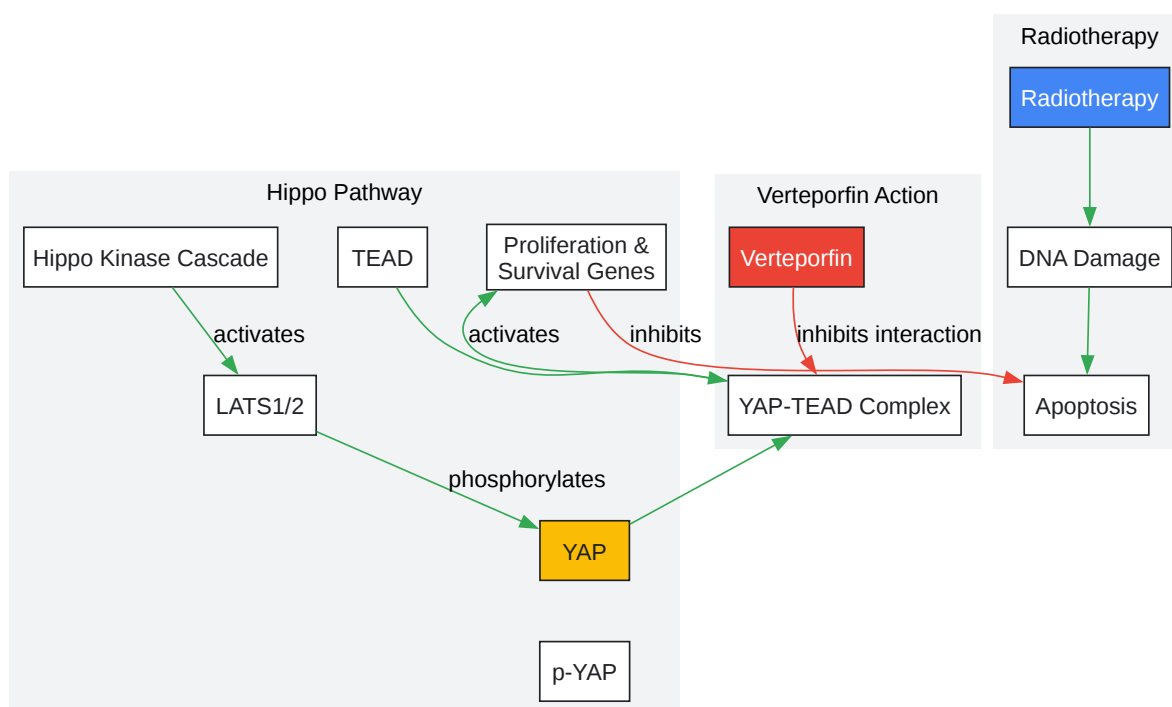 Radiotherapy
Radiotherapy
Hippo Pathway
Verteporfin Action
Hippo Kinase Cascade
TEAD
Proliferation &
Survival Genes
Verteporfin
DNA Damage
activates
activates
inhibits
inhibits interaction
LATS1/2
YAP-TEAD Complex
Apoptosis
phosphorylates
YAP
p-YAP